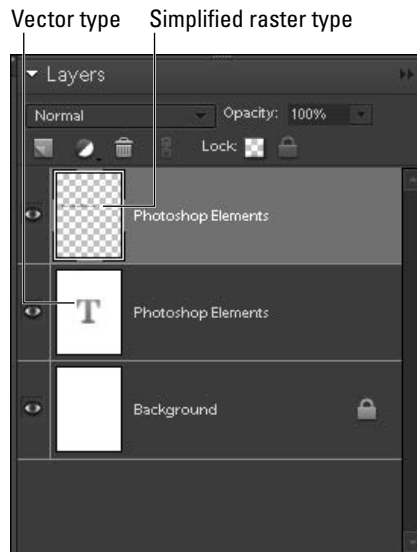 Vector type Simplified raster type
Layers
Normal Opacity: 100%
Lock:
Photoshop Elements
T
Photoshop Elements
Background